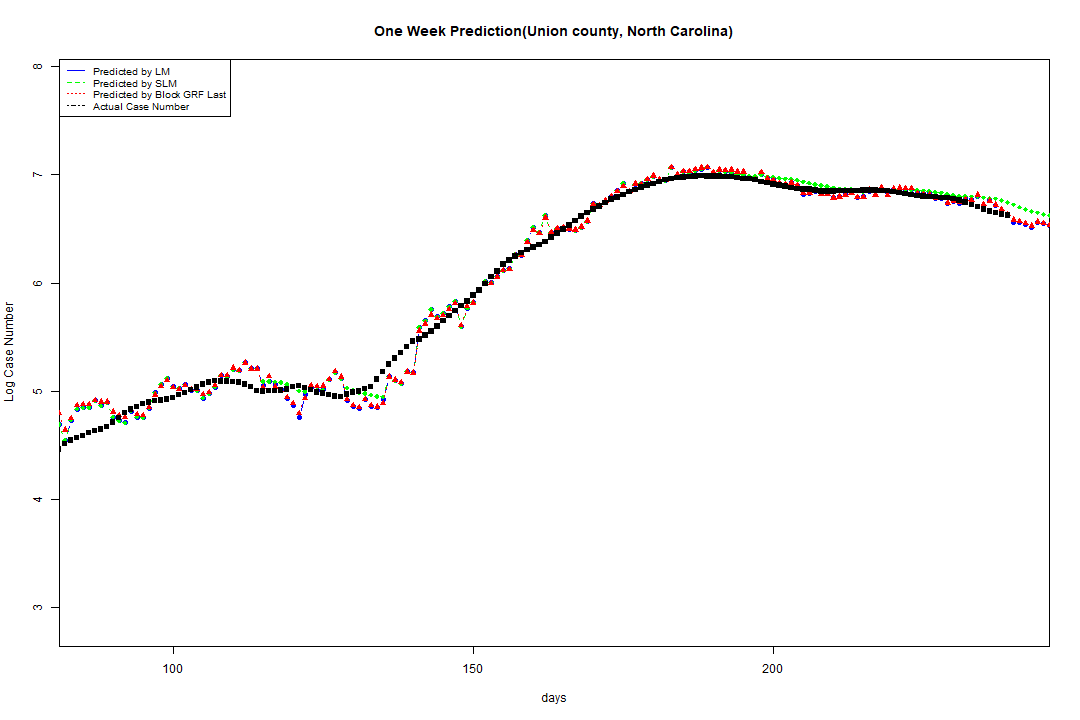 One Week Prediction(Union county, North Carolina)
Predicted by LM
Predicted by SLM
Predicted by Block GRF Last
Actual Case Number
8
7
6
5
4
3
Log Case Number
100
150
200
days